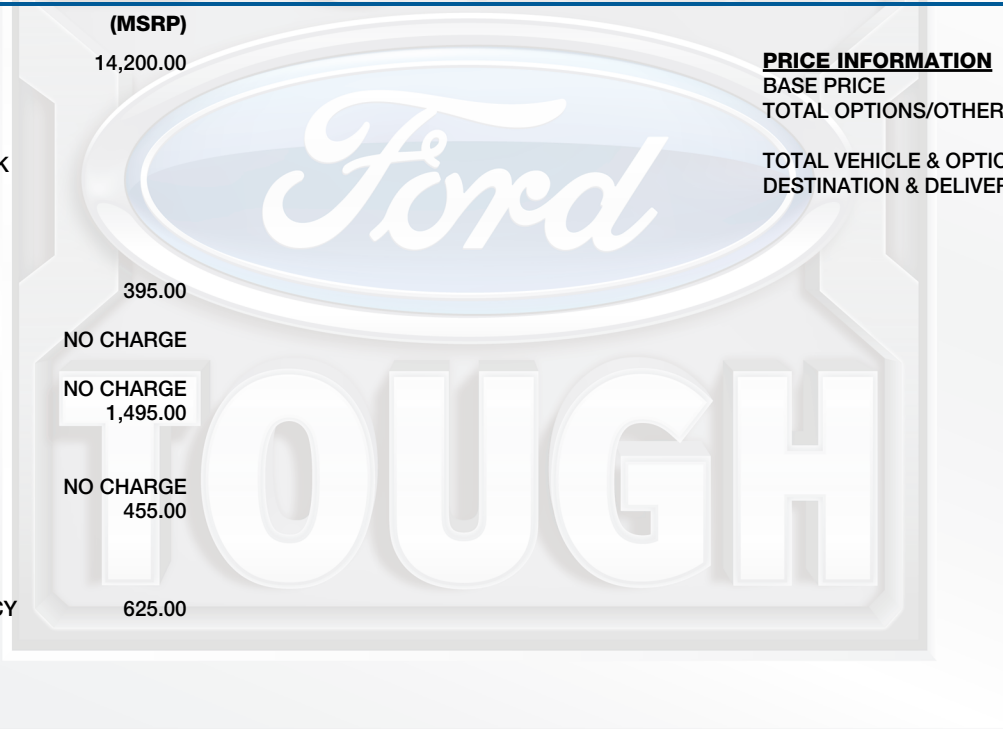 (MSRP)
14,200.00
K
395.00
NO CHARGE
NO CHARGE
1,495.00
NO CHARGE
455.00
CY
625.00
PRICE INFORMATION
BASE PRICE
TOTAL OPTIONS/OTHER
TOTAL VEHICLE & OPTIO
DESTINATION & DELIVER
Ford
TOUGH